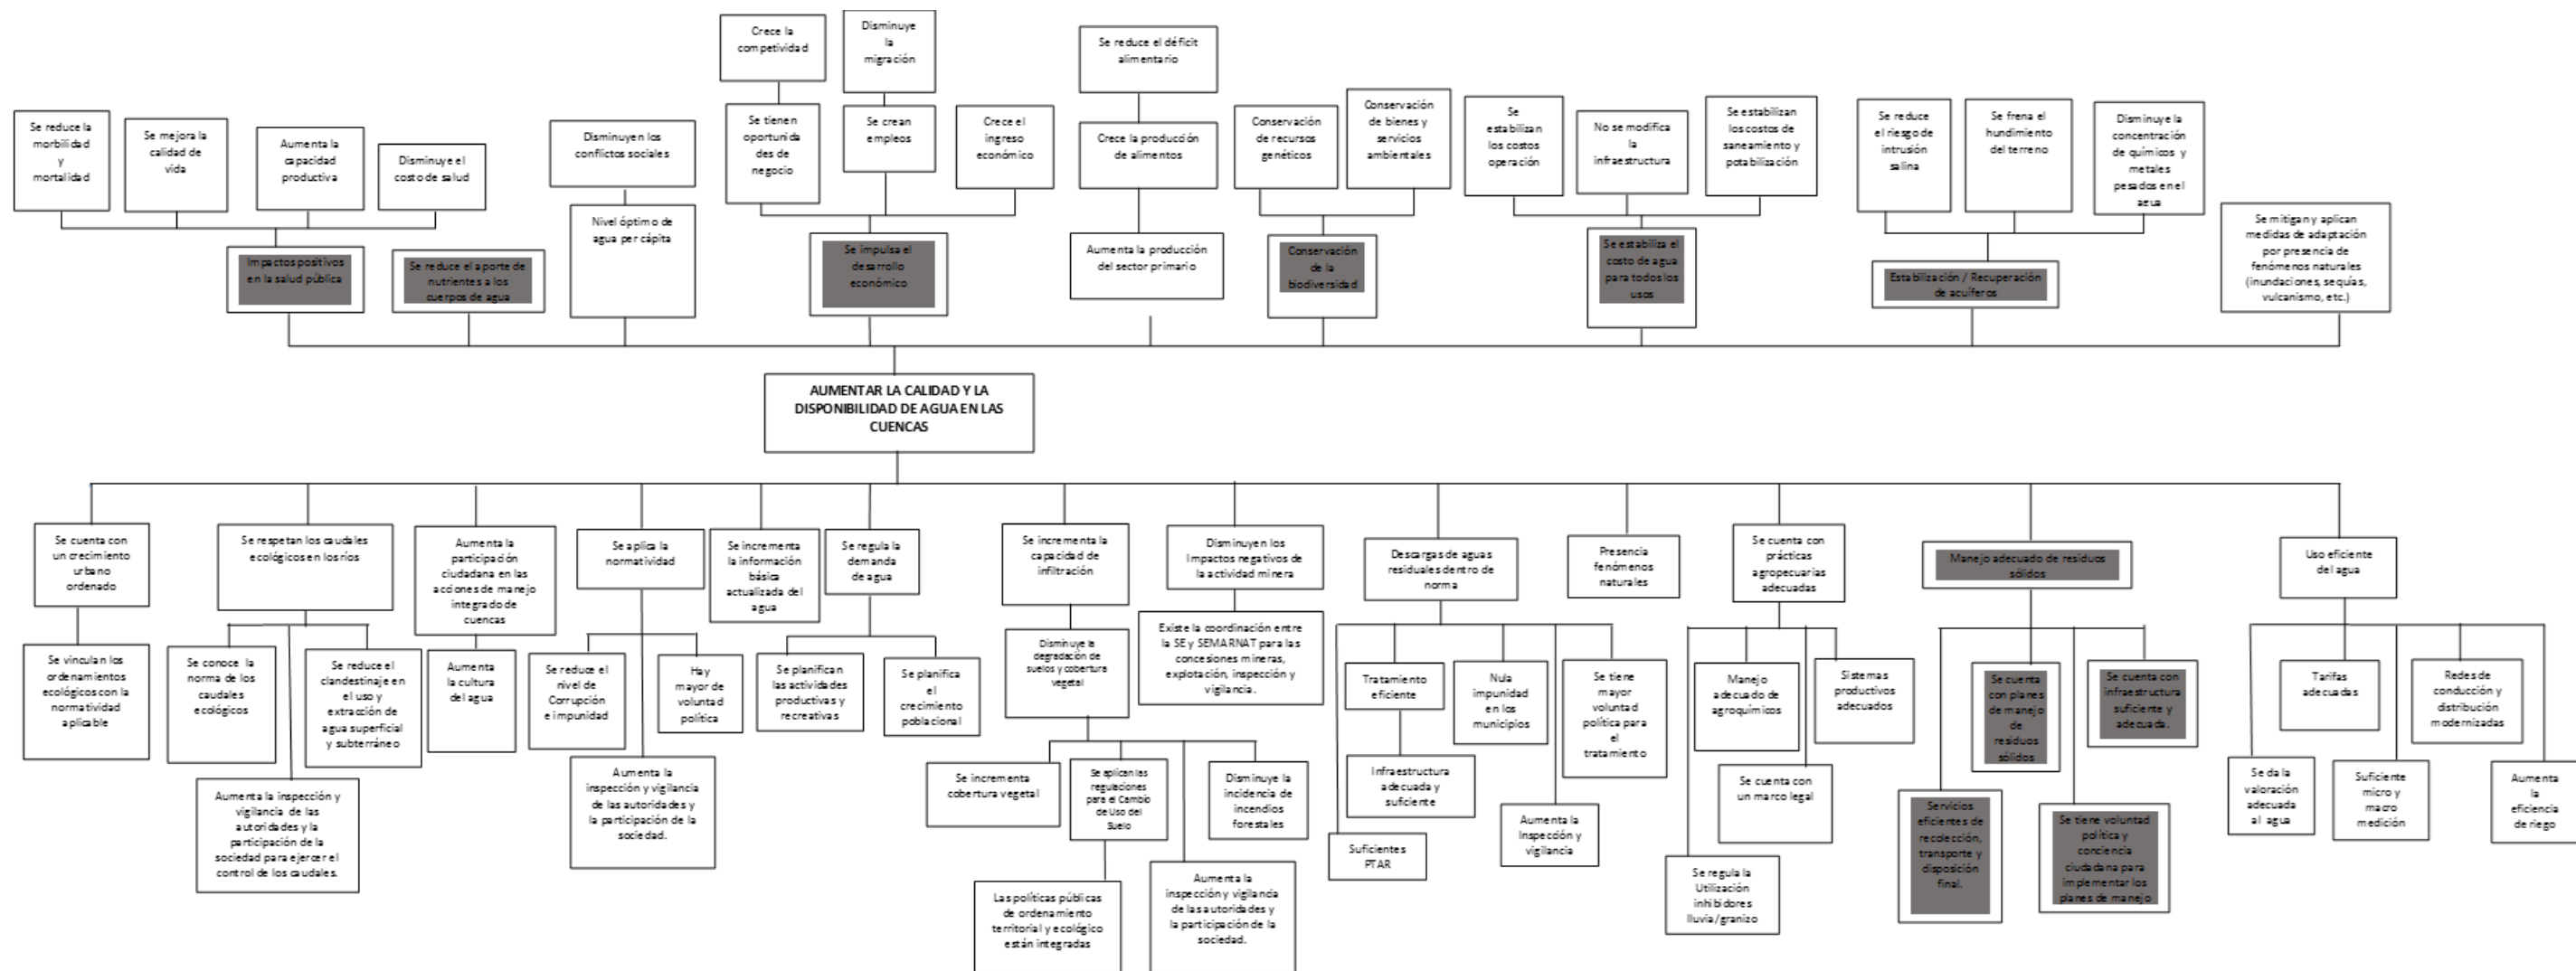 Crece la
competividad
Disminuye
la
migración
Se reduce el déficit
alimentario
Se reduce la
morbilidad
y
mortalidad
Se mejora la
calidad de
vida
Aumenta la
capacidad
productiva
Disminuye el
costo de salud
Disminuyen los
conflictos sociales
Se tienen
oportunida
des de
negocio
Se crean
empleos
Crece el
ingreso
económico
Crece la producción
de alimentos
Conservación
de recursos
genéticos
Conservación
de bienes y
servicios
ambientales
Se
estabilizan
los costos
operación
No se modifica
la
infraestructura
Se estabilizan
los costos de
saneamiento y
potabilización
Se reduce
el riesgo de
intrusión
salina
Se frena el
hundimiento
del terreno
Disminuye la
concentración
de químicos y
metales
pesados en el
agua
Impactos positivos
en la salud pública
Se reduce el aporte de
nutrientes a los
cuerpos de agua
Nivel óptimo de
agua per cápita
Se impulsa el
desarrollo
económico
Aumenta la producción
del sector primario
Conservación
de la
biodiversidad
Se estabiliza el
costo de agua
para todos los
usos
Estabilización / Recuperación
de acuíferos
Se mitigan y aplican
medidas de adaptación
por presencia de
fenómenos naturales
(inundaciones, sequías,
vulcanismo, etc.)
AUMENTAR LA CALIDAD Y LA
DISPONIBILIDAD DE AGUA EN LAS
CUENCAS
Se cuenta con
un crecimiento
urbano
ordenado
Se respetan los caudales
ecológicos en los ríos
Aumenta la
participación
ciudadana en las
acciones de manejo
integrado de
cuencas
Se aplica la
normatividad
Se incrementa
la información
básica
actualizada del
agua
Se regula la
demanda
de agua
Se incrementa la
capacidad de
infiltración
Disminuyen los
Impactos negativos de
la actividad minera
Descargas de aguas
residuales dentro de
norma
Presencia
fenómenos
naturales
Se cuenta con
prácticas
agropecuarias
adecuadas
Manejo adecuado de residuos
sólidos
Uso eficiente
del agua
Se vinculan los
ordenamientos
ecológicos con la
normatividad
aplicable
Se conoce la
norma de los
caudales
ecológicos
Se reduce el
clandestinaje en
el uso y
extracción de
agua superficial
y subterráneo
Aumenta
la cultura
del agua
Se reduce el
nivel de
Corrupción
e impunidad
Hay
mayor de
voluntad
política
Se planifican
las actividades
productivas y
recreativas
Se planifica
el
crecimiento
poblacional
Disminuye la
degradación de
suelos y cobertura
vegetal
Existe la coordinación entre
la SE y SEMARNAT para las
concesiones mineras,
explotación, inspección y
vigilancia.
Tratamiento
eficiente
Nula
impunidad
en los
municipios
Se tiene
mayor
voluntad
política para
el
tratamiento
Manejo
adecuado de
agroquímicos
Sistemas
productivos
adecuados
Se cuenta
con planes
de manejo
de
residuos
sólidos
Se cuenta con
infraestructura
suficiente y
adecuada.
Tarifas
adecuadas
Redes de
conducción y
distribución
modernizadas
Aumenta la inspección y
vigilancia de las
autoridades y la
participación de la
sociedad para ejercer el
control de los caudales.
Aumenta la
inspección y vigilancia
de las autoridades y
la participación de la
sociedad.
Se incrementa
cobertura vegetal
Se aplican las
regulaciones
para el Cambio
de Uso del
Suelo
Disminuye la
incidencia de
incendios
forestales
Infraestructura
adecuada y
suficiente
Se cuenta con
un marco legal
Se da la
valoración
adecuada
al agua
Suficiente
micro y
macro
medición
Aumenta
la
eficiencia
de riego
Suficientes
PTAR
Aumenta la
Inspección y
vigilancia
Servicios
eficientes de
recolección,
transporte y
disposición
final.
Se tiene voluntad
política y
conciencia
ciudadana para
implementar los
planes de manejo
Las políticas públicas
de ordenamiento
territorial y ecológico
están integradas
Aumenta la
inspección y vigilancia
de las autoridades y
la participación de la
sociedad.
Se regula la
Utilización
inhibidores
lluvia/granizo